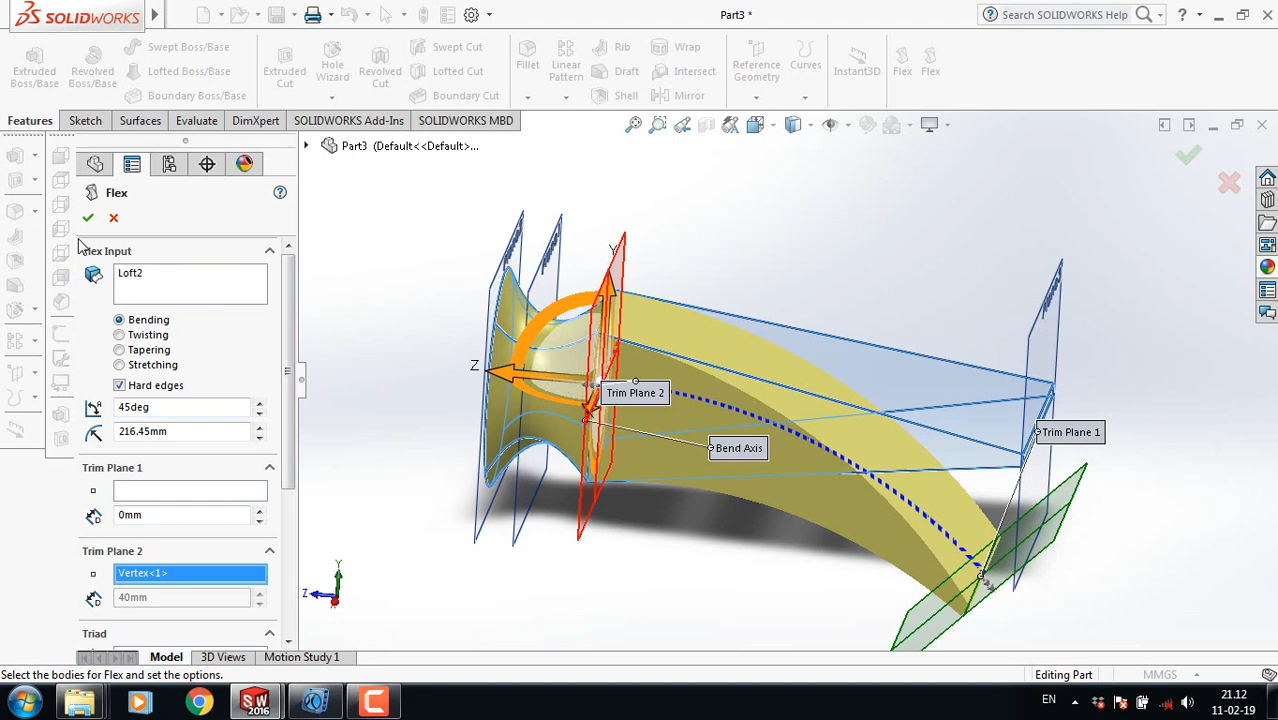 SOLIDWORKS
Part3 *
Search SOLIDWORKS Help
Extruded Boss/Base
Revolved Boss/Base
Swept Boss/Base
Lofted Boss/Base
Boundary Boss/Base
Extruded Cut
Hole Wizard
Revolved Cut
Swept Cut
Lofted Cut
Boundary Cut
Fillet
Linear Pattern
Rib
Draft
Shell
Wrap
Intersect
Mirror
Reference Geometry
Curves
Instant3D
Flex
Flex
Features
Sketch
Surfaces
Evaluate
DimXpert
SOLIDWORKS Add-Ins
SOLIDWORKS MBD
Part3 (Default<<Default>...
Flex
Flex Input
Loft2
Bending
Twisting
Tapering
Stretching
Hard edges
45deg
216.45mm
Trim Plane 1
0mm
Trim Plane 2
Vertex<1>
40mm
Triad
Y
Z
Trim Plane 2
Bend Axis
Trim Plane 1
Y
Z
Model
3D Views
Motion Study 1
Select the bodies for Flex and set the options.
Editing Part
MMGS
SW
2016
EN
21.12
11-02-19